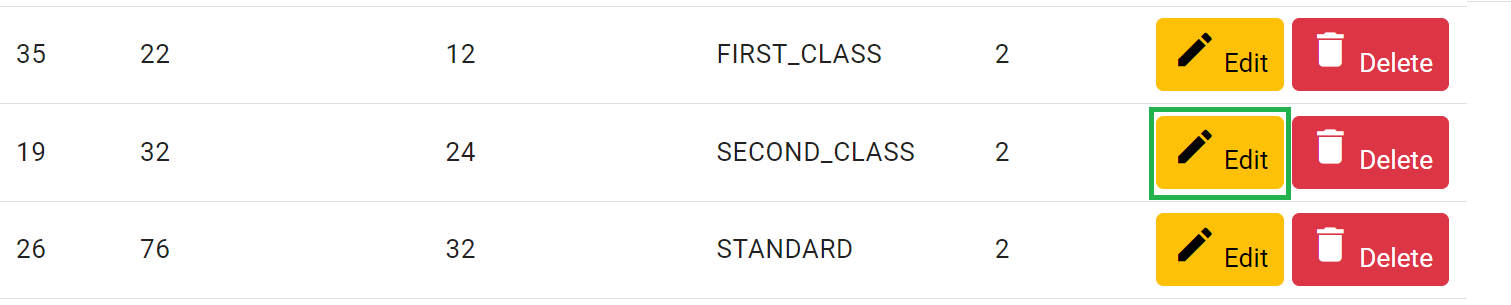 35 22 12 FIRST_CLASS 2 Edit Delete
19 32 24 SECOND_CLASS 2 Edit Delete
26 76 32 STANDARD 2 Edit Delete